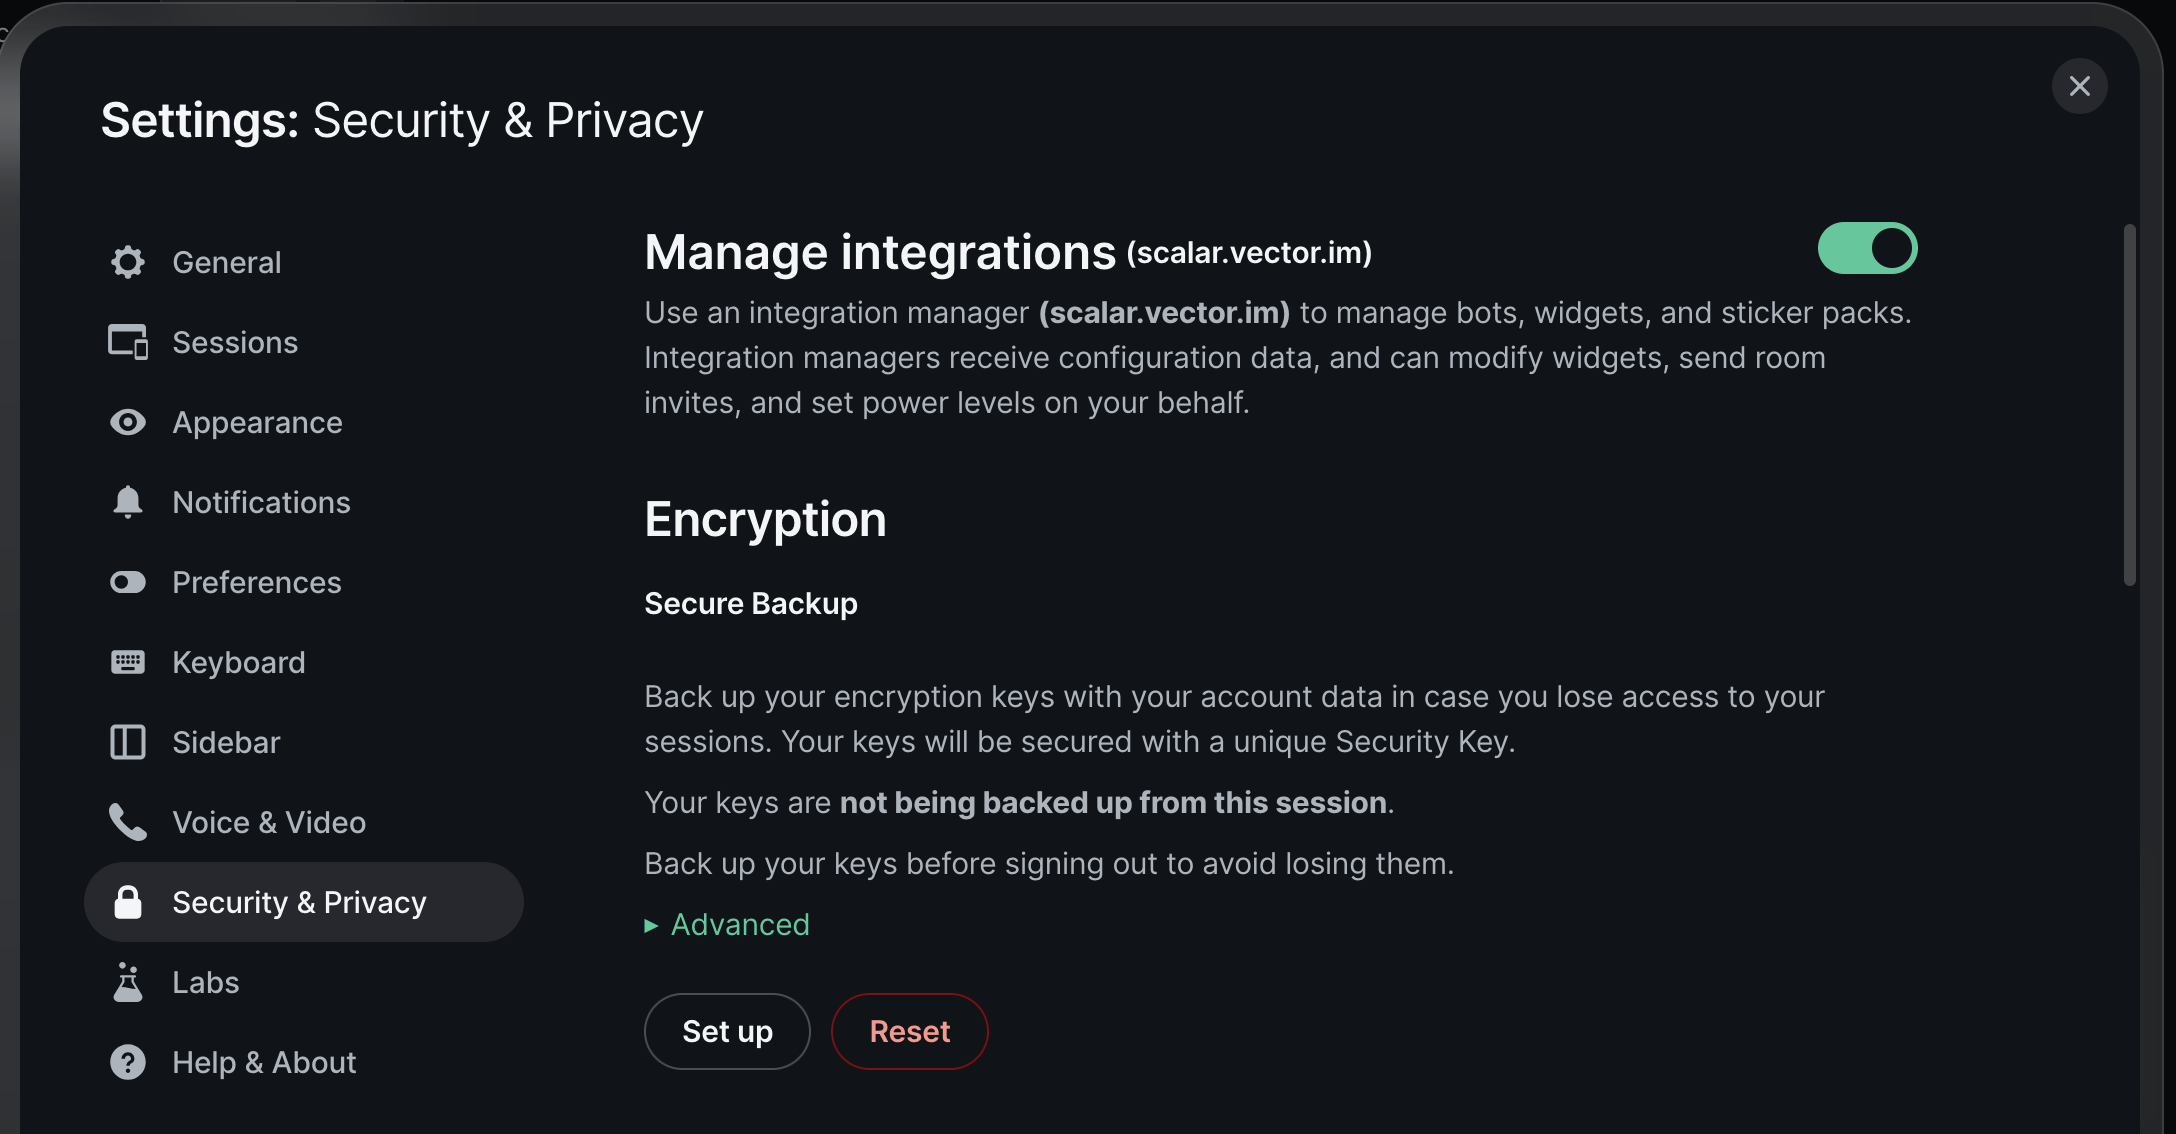 Settings: Security & Privacy
General
Sessions
Appearance
Notifications
Preferences
Keyboard
Sidebar
Voice & Video
Security & Privacy
Labs
Help & About
Manage integrations (scalar.vector.im)
Use an integration manager (scalar.vector.im) to manage bots, widgets, and sticker packs.
Integration managers receive configuration data, and can modify widgets, send room
invites, and set power levels on your behalf.
Encryption
Secure Backup
Back up your encryption keys with your account data in case you lose access to your
sessions. Your keys will be secured with a unique Security Key.
Your keys are not being backed up from this session.
Back up your keys before signing out to avoid losing them.
Advanced
Set up
Reset